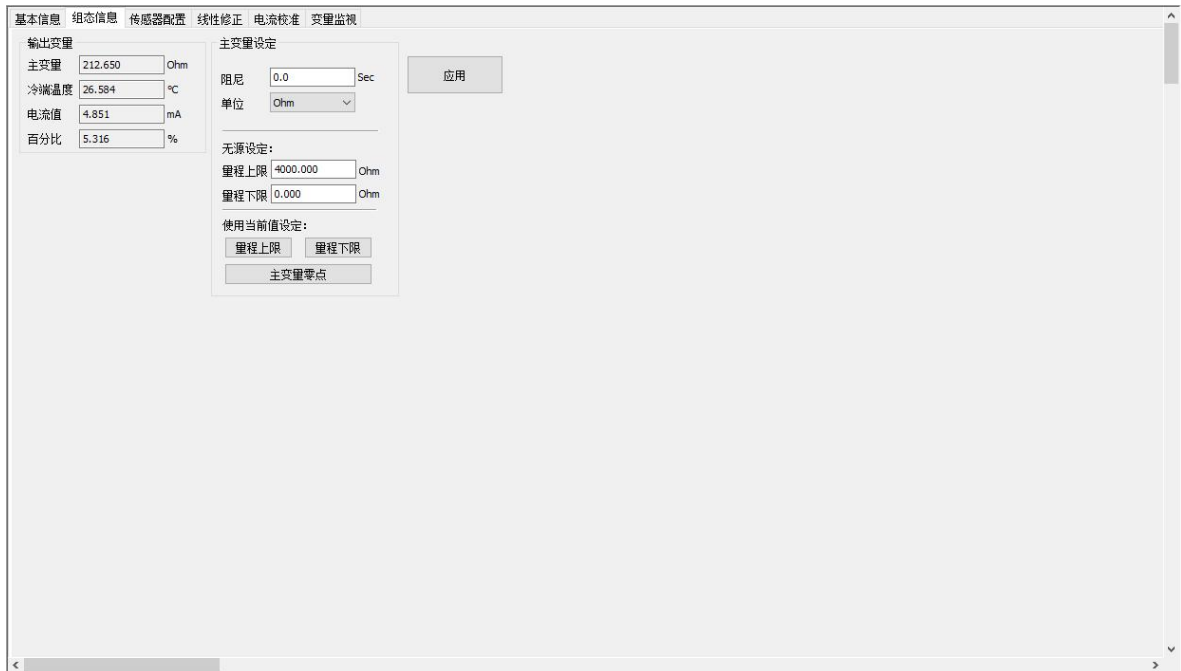 基本信息 组态信息 传感器配置 线性修正 电流校准 变量监视
输出变量
主变量 212.650 Ohm
冷端温度 26.584 ℃
电流值 4.851 mA
百分比 5.316 %
主变量设定
阻尼 0.0 Sec
单位 Ohm
无源设定:
量程上限 4000.000 Ohm
量程下限 0.000 Ohm
使用当前值设定:
量程上限 量程下限
主变量零点
应用